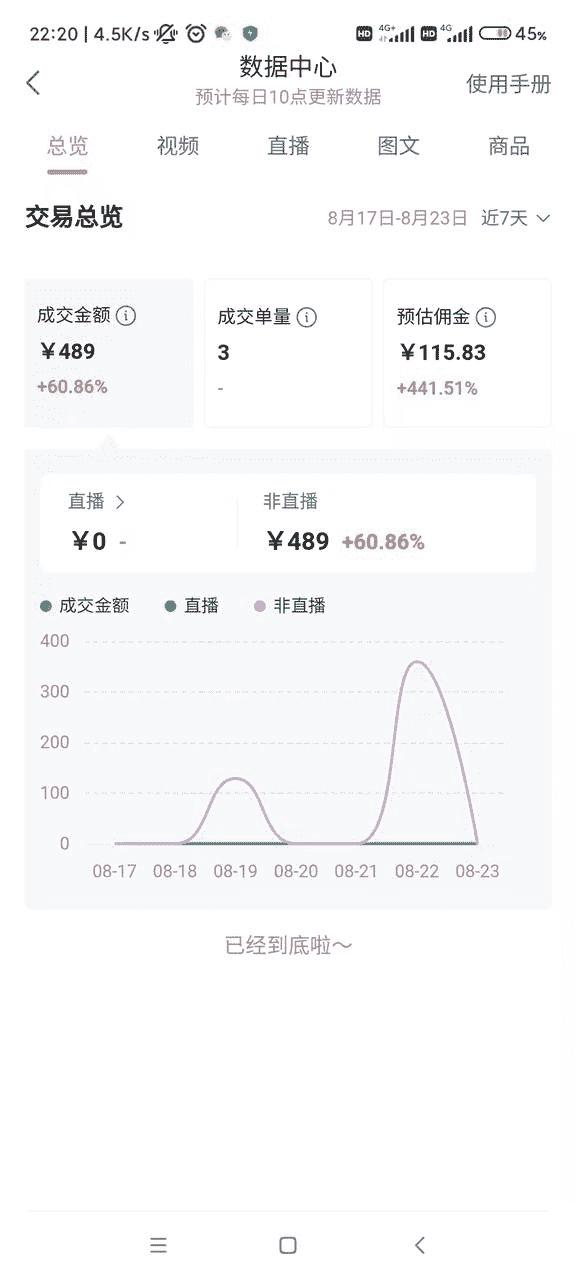 22:20 | 4.5K/s HD 4G+ HD 4G 45%
数据中心
预计每日10点更新数据
使用手册
总览 视频 直播 图文 商品
交易总览 8月17日-8月23日 近7天
成交金额 成交单量 预估佣金
￥489 3 ￥115.83
+60.86% - +441.51%
直播 非直播
￥0 - ￥489 +60.86%
成交金额 直播 非直播
400
300
200
100
0
08-17 08-18 08-19 08-20 08-21 08-22 08-23
已经到底啦～